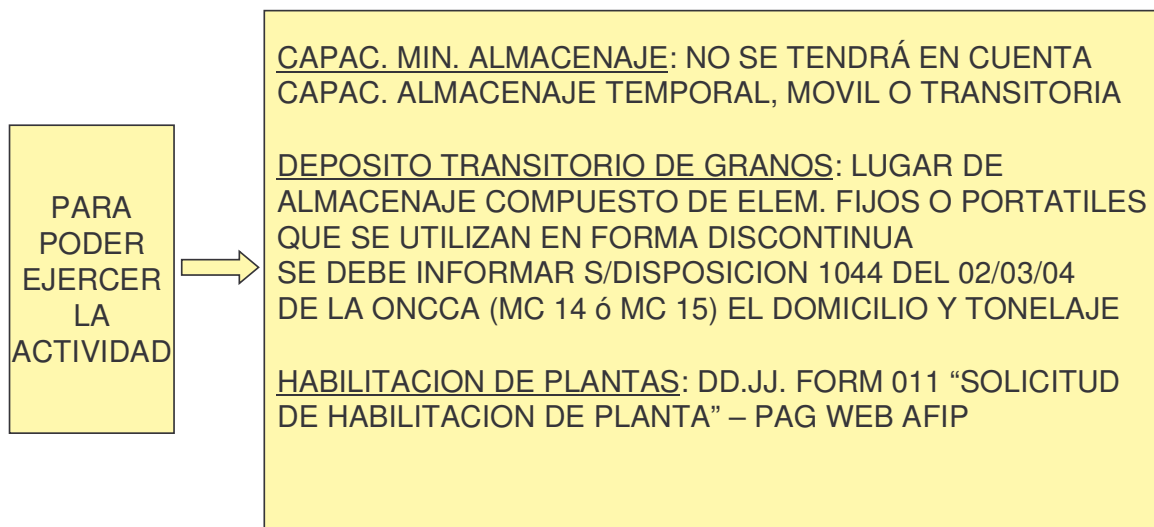 PARA
PODER
EJERCER
LA
ACTIVIDAD
CAPAC. MIN. ALMACENAJE: NO SE TENDRÁ EN CUENTA
CAPAC. ALMACENAJE TEMPORAL, MOVIL O TRANSITORIA
DEPOSITO TRANSITORIO DE GRANOS: LUGAR DE
ALMACENAJE COMPUESTO DE ELEM. FIJOS O PORTATILES
QUE SE UTILIZAN EN FORMA DISCONTINUA
SE DEBE INFORMAR S/DISPOSICION 1044 DEL 02/03/04
DE LA ONCCA (MC 14 ó MC 15) EL DOMICILIO Y TONELAJE
HABILITACION DE PLANTAS: DD.JJ. FORM 011 “SOLICITUD
DE HABILITACION DE PLANTA” – PAG WEB AFIP